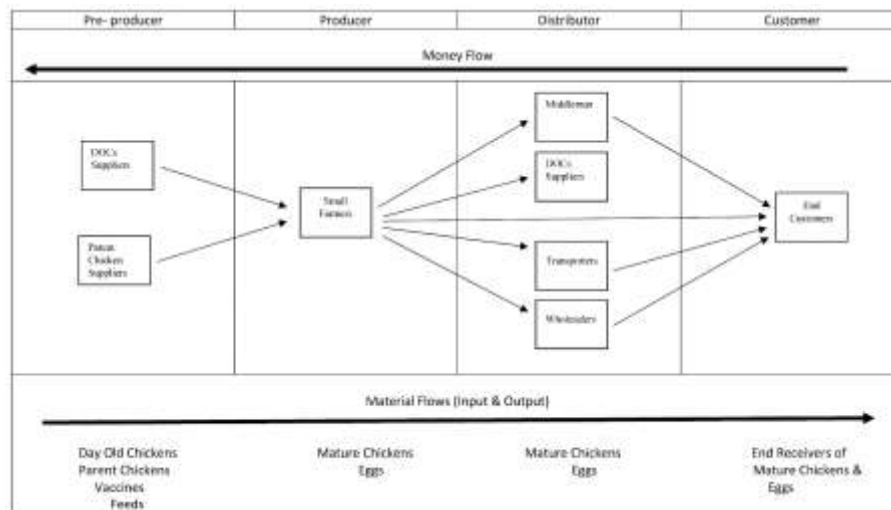 Pre- producer
Producer
Distributor
Customer
Money Flow
DOCs
Suppliers
Parent
Chicken
Suppliers
Small
Farmers
Middleman
DOCs
Suppliers
Transporters
Wholesalers
End
Customers
Material Flows (Input & Output)
Day Old Chickens
Parent Chickens
Vaccines
Feeds
Mature Chickens
Eggs
Mature Chickens
Eggs
End Receivers of
Mature Chickens &
Eggs